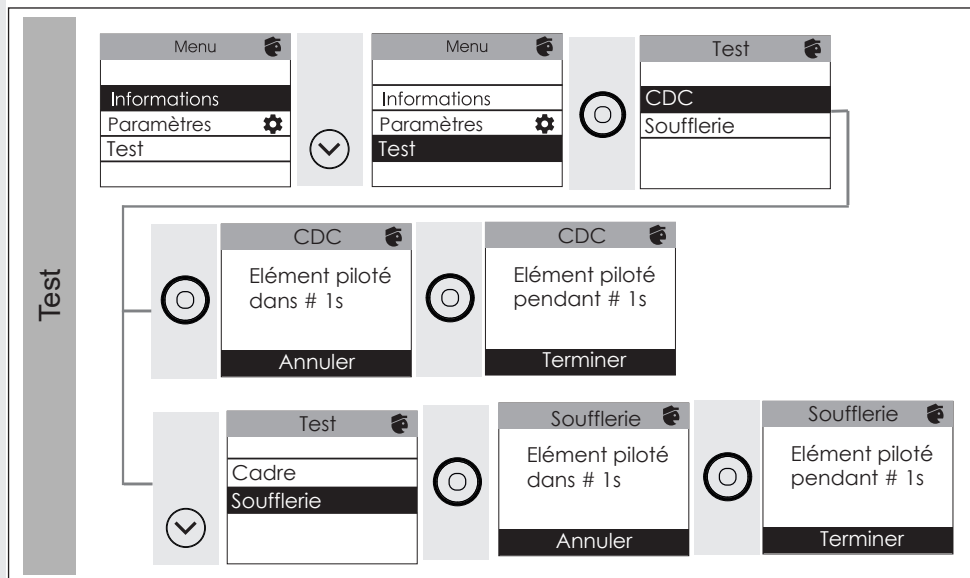 Test
Menu
Informations
Paramètres
Test
Menu
Informations
Paramètres
Test
Test
CDC
Soufflerie
CDC
Elément piloté
dans # 1s
Annuler
CDC
Elément piloté
pendant # 1s
Terminer
Test
Cadre
Soufflerie
Soufflerie
Elément piloté
dans # 1s
Annuler
Soufflerie
Elément piloté
pendant # 1s
Terminer